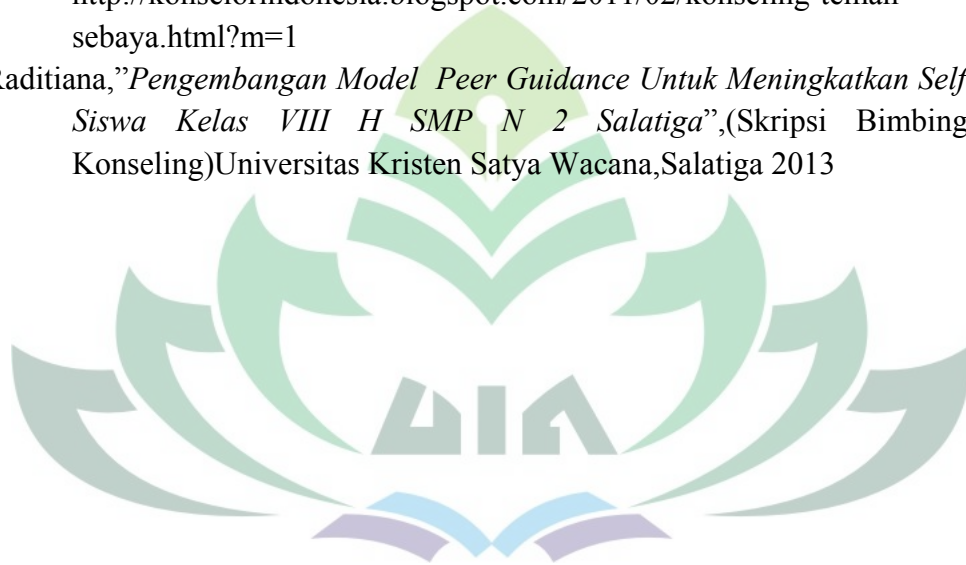 http://konselorindonesia.blogspot.com/2011/02/konseling-teman-
sebaya.html?m=1
Raditiana,”Pengembangan Model Peer Guidance Untuk Meningkatkan Self
Siswa Kelas VIII H SMP N 2 Salatiga”,(Skripsi Bimbing
Konseling)Universitas Kristen Satya Wacana,Salatiga 2013
UIN